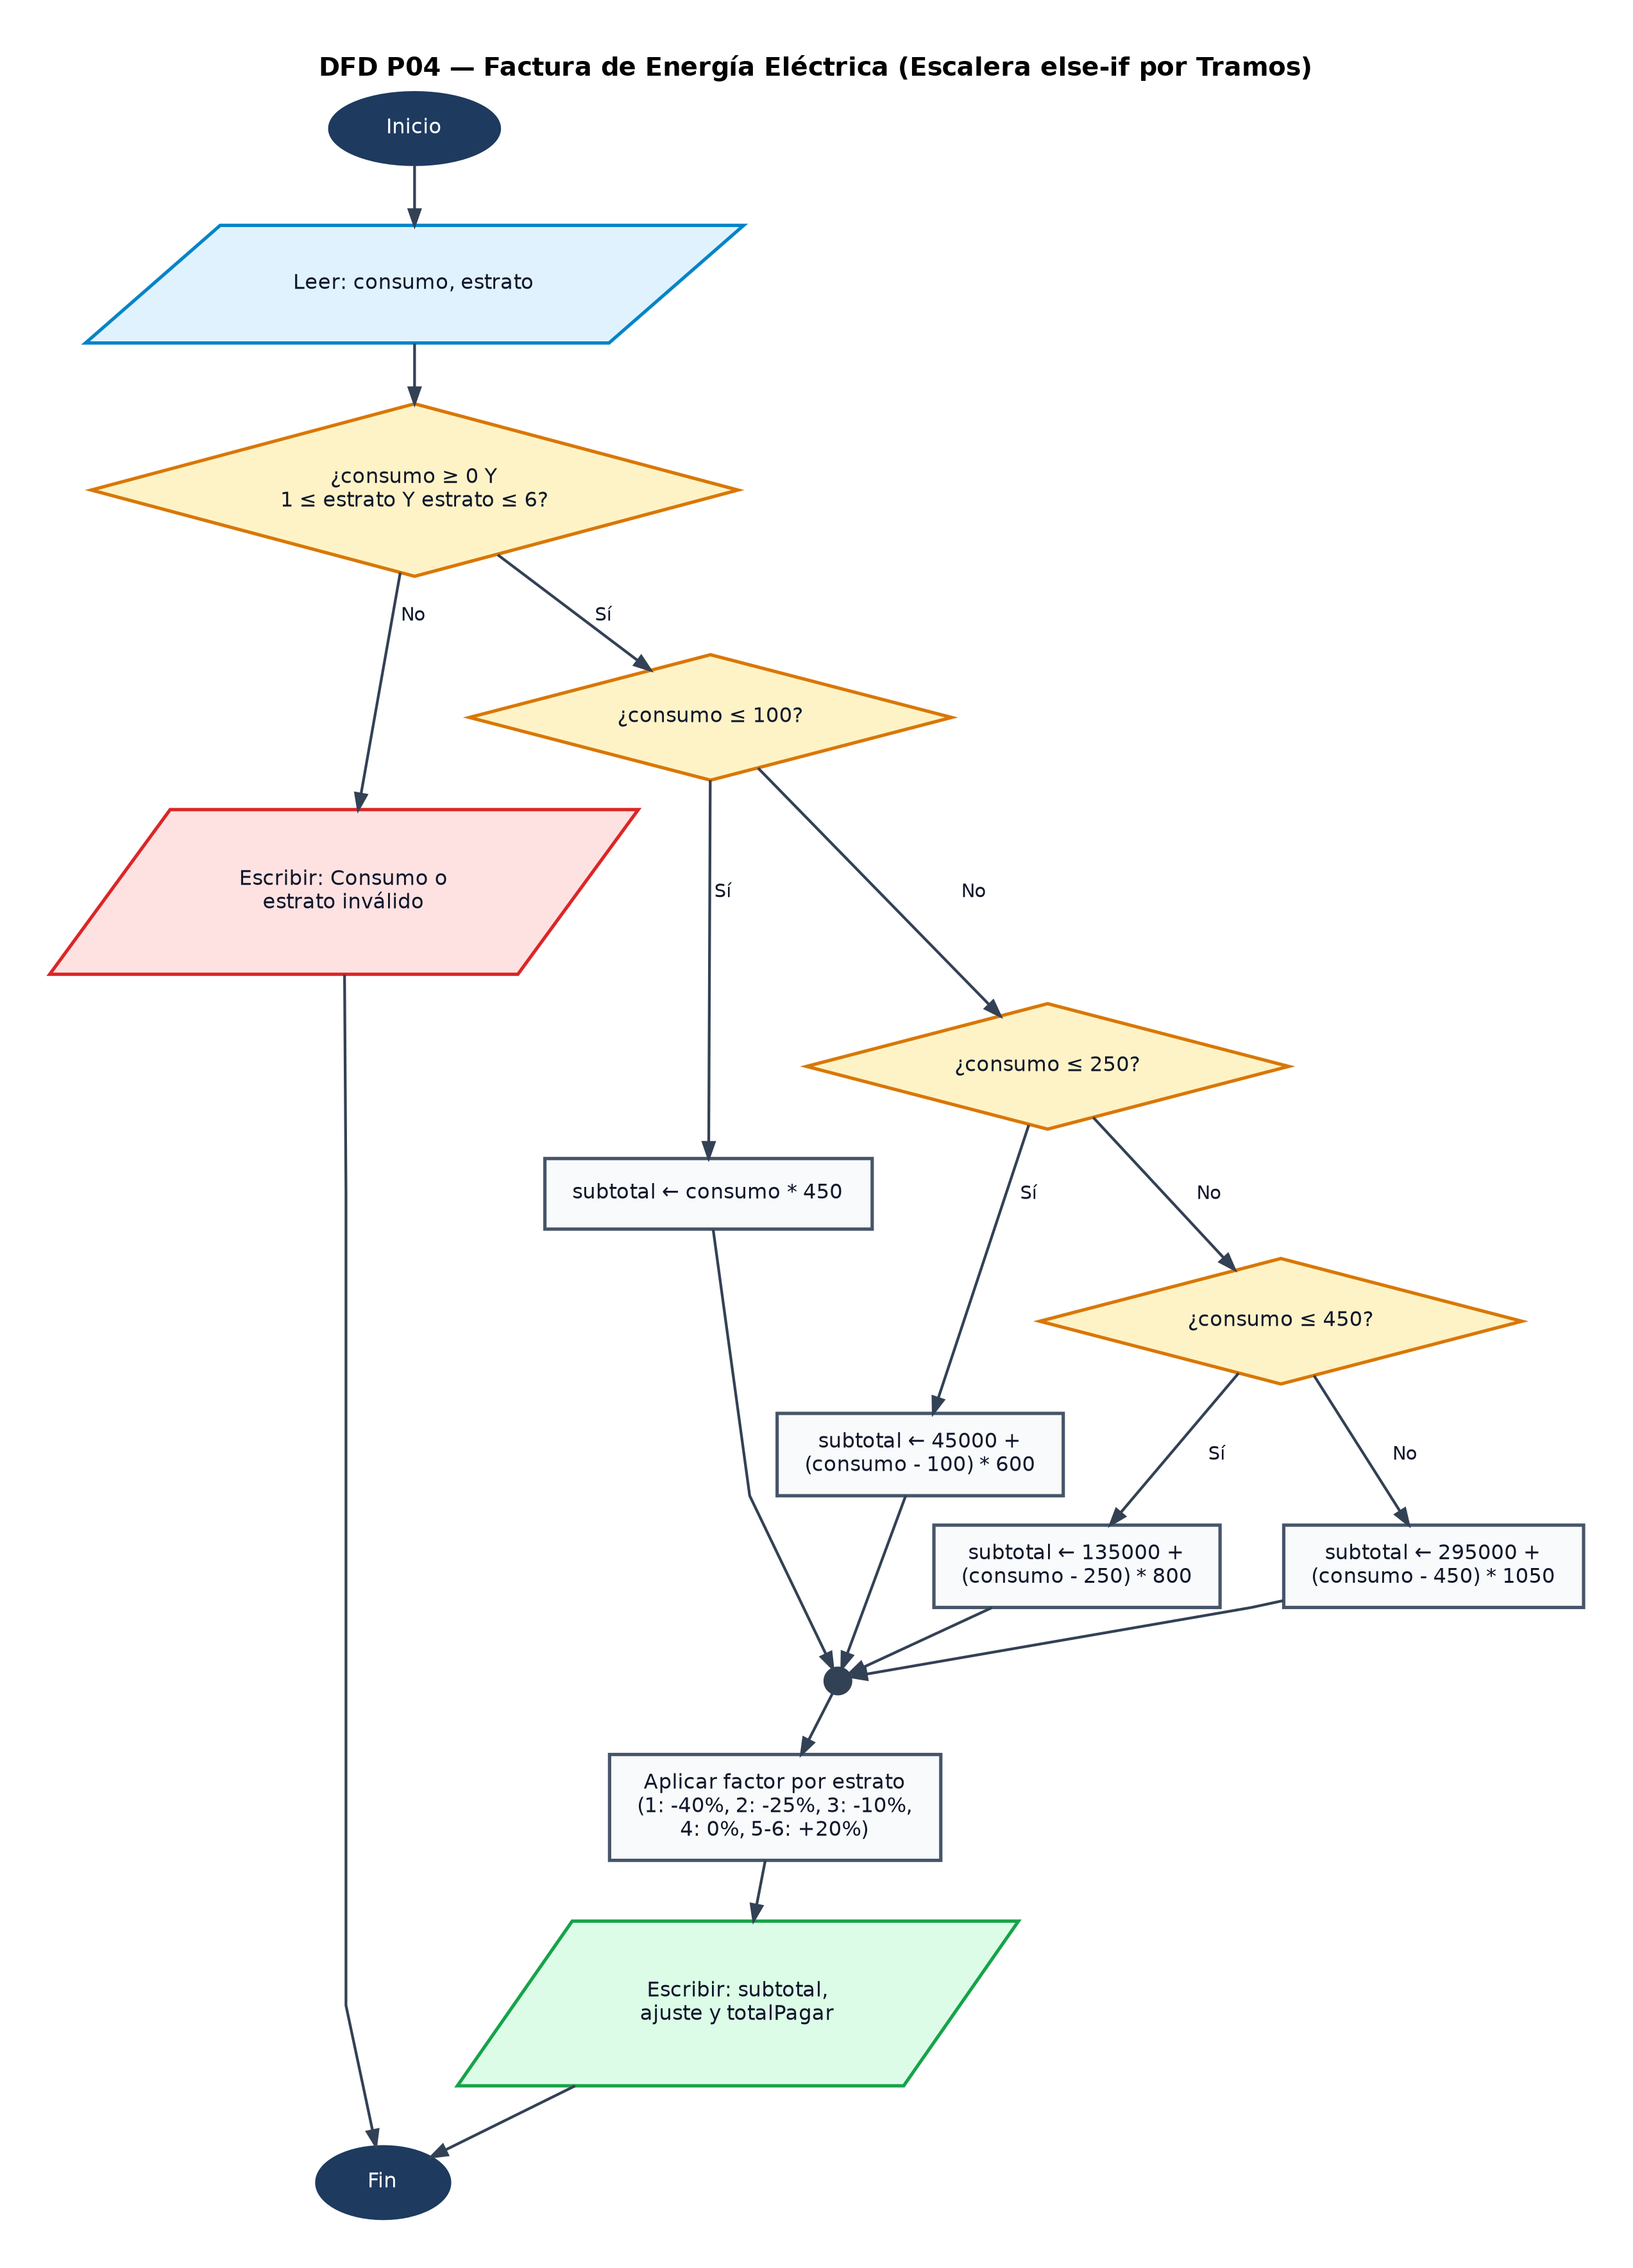 DFD P04 — Factura de Energía Eléctrica (Escalera else-if por Tramos)
Inicio
Leer: consumo, estrato
¿consumo ≥ 0 Y
1 ≤ estrato Y estrato ≤ 6?
No
Sí
¿consumo ≤ 100?
Escribir: Consumo o
estrato inválido
Sí
No
¿consumo ≤ 250?
subtotal ← consumo * 450
Sí
No
¿consumo ≤ 450?
subtotal ← 45000 +
(consumo - 100) * 600
Sí
No
subtotal ← 135000 +
(consumo - 250) * 800
subtotal ← 295000 +
(consumo - 450) * 1050
Aplicar factor por estrato
(1: -40%, 2: -25%, 3: -10%,
4: 0%, 5-6: +20%)
Escribir: subtotal,
ajuste y totalPagar
Fin